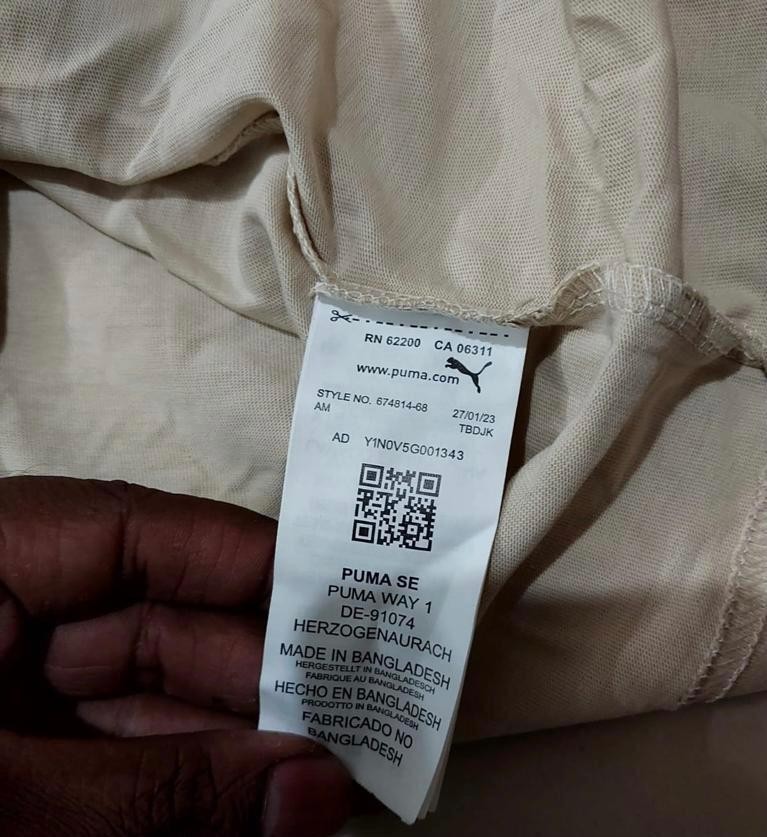 RN 62200 CA 06311
www.puma.com
STYLE NO. 674814-68 27/01/23
AM TBDJK
AD Y1N0V5G001343
PUMA SE
PUMA WAY 1
DE-91074
HERZOGENAURACH
MADE IN BANGLADESH
HERGESTELLT IN BANGLADESCH
FABRIQUE AU BANGLADESH
HECHO EN BANGLADESH
PRODOTTO IN BANGLADESH
FABRICADO NO
BANGLADESH